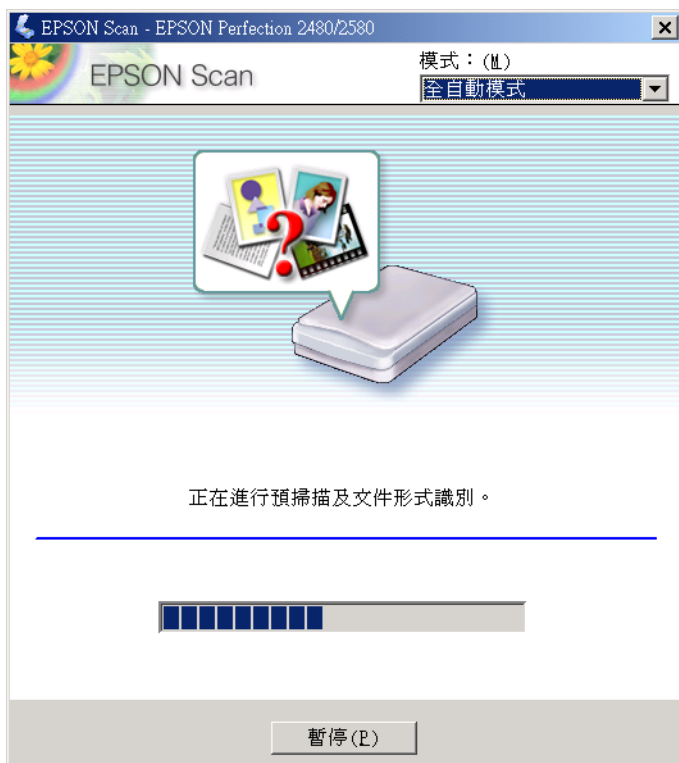 EPSON Scan - EPSON Perfection 2480/2580
EPSON Scan
模式：(M)
全自動模式
正在進行預掃描及文件形式識別。
暫停(P)